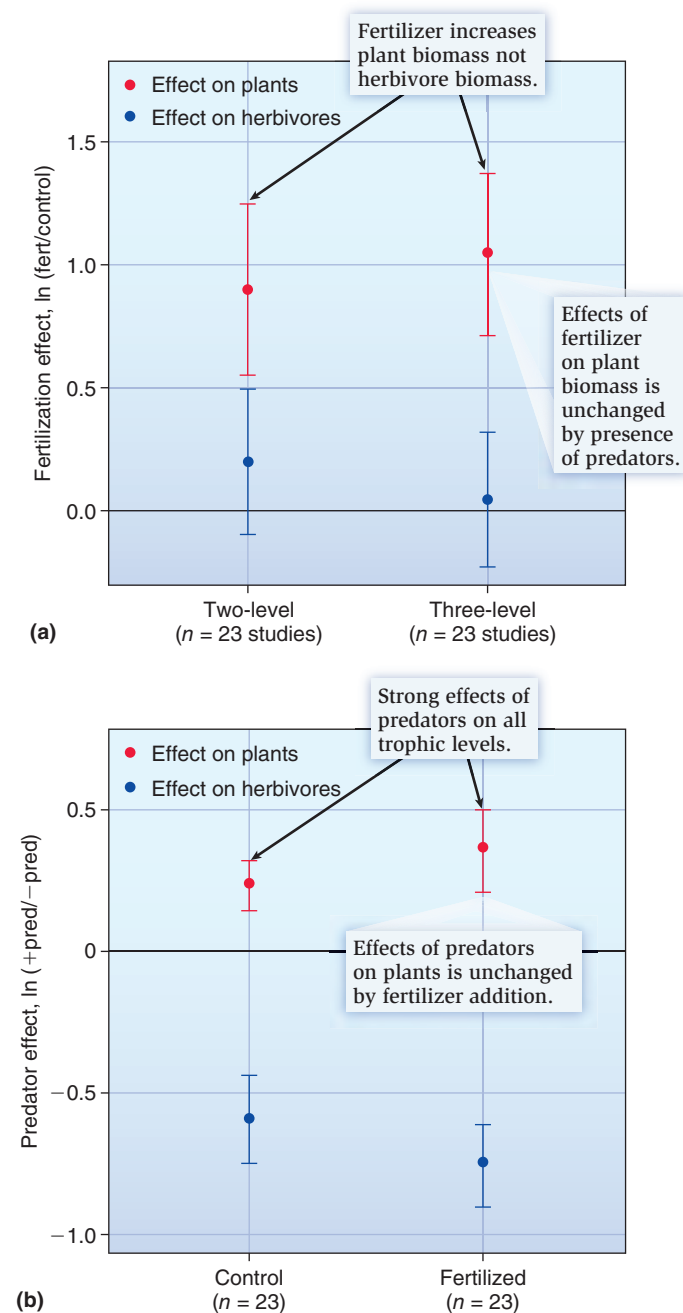 Fertilizer increases
plant biomass not
herbivore biomass.
Effect on plants
Effect on herbivores
1.5
1.0
0.5
0.0
Fertilization effect, ln (fert/control)
Effects of
fertilizer
on plant
biomass is
unchanged
by presence
of predators.
Two-level
(n = 23 studies)
Three-level
(n = 23 studies)
(a)
Strong effects of
predators on all
trophic levels.
Effect on plants
Effect on herbivores
0.5
0
−0.5
−1.0
Predator effect, ln (+pred/−pred)
Effects of predators
on plants is unchanged
by fertilizer addition.
Control
(n = 23)
Fertilized
(n = 23)
(b)